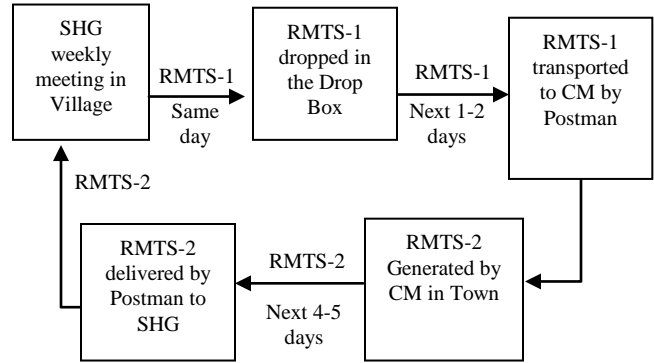 SHG
weekly
meeting in
Village
RMTS-1
Same
day
RMTS-1
dropped in
the Drop
Box
RMTS-1
Next 1-2
days
RMTS-1
transported
to CM by
Postman
RMTS-2
Generated by
CM in Town
RMTS-2
Next 4-5
days
RMTS-2
delivered by
Postman to
SHG
RMTS-2